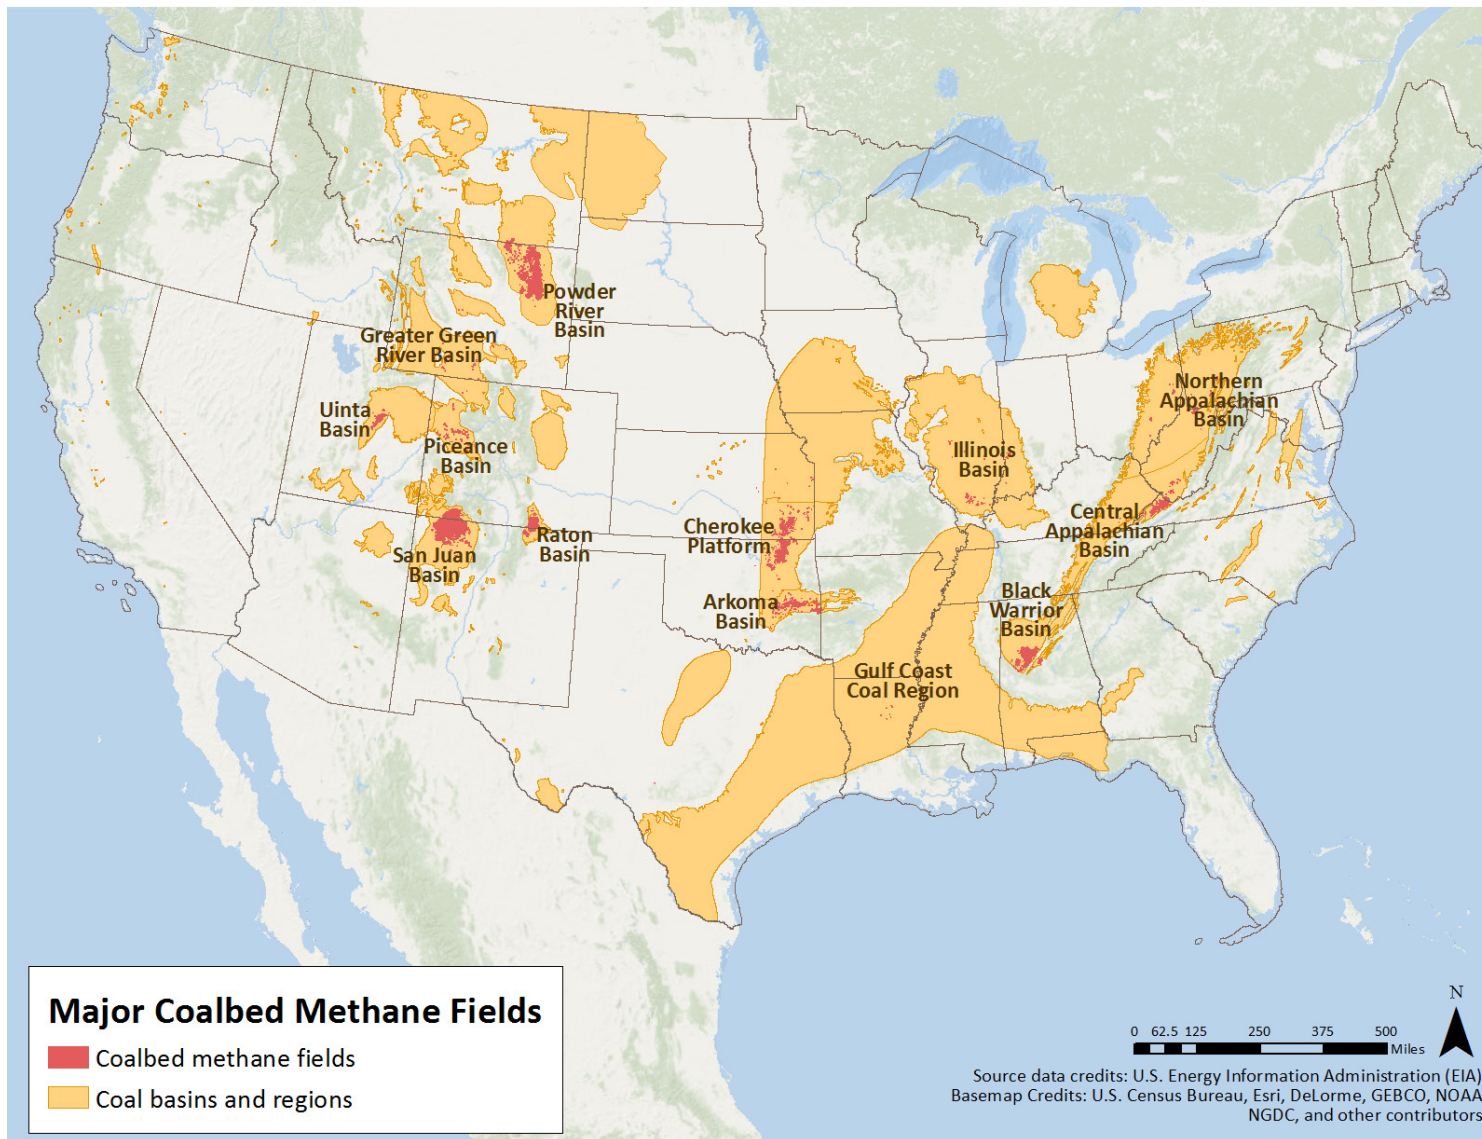 Powder
River
Basin
Greater Green
River Basin
Uinta
Basin
Piceance
Basin
San Juan
Basin
Raton
Basin
Cherokee
Platform
Arkoma
Basin
Illinois
Basin
Northern
Appalachian
Basin
Central
Appalachian
Basin
Black
Warrior
Basin
Gulf Coast
Coal Region
Major Coalbed Methane Fields
Coalbed methane fields
Coal basins and regions
N
0 62.5 125 250 375 500
Miles
Source data credits: U.S. Energy Information Administration (EIA)
Basemap Credits: U.S. Census Bureau, Esri, DeLorme, GEBCO, NOAA
NGDC, and other contributors